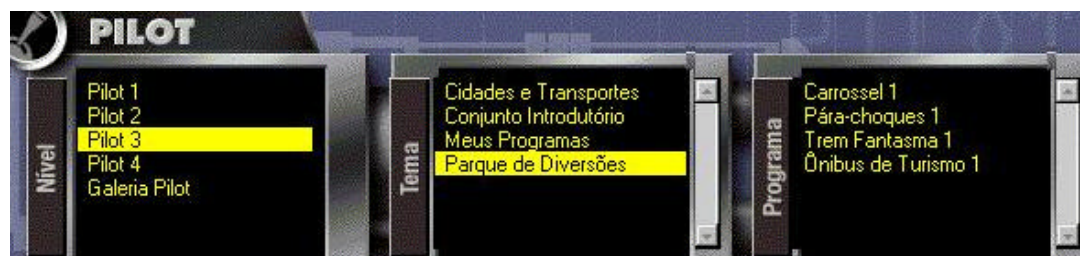 PILOT
Nível
Pilot 1
Pilot 2
Pilot 3
Pilot 4
Galeria Pilot
Tema
Cidades e Transportes
Conjunto Introdutório
Meus Programas
Parque de Diversões
Programa
Carrossel 1
Pára-choques 1
Trem Fantasma 1
Ônibus de Turismo 1